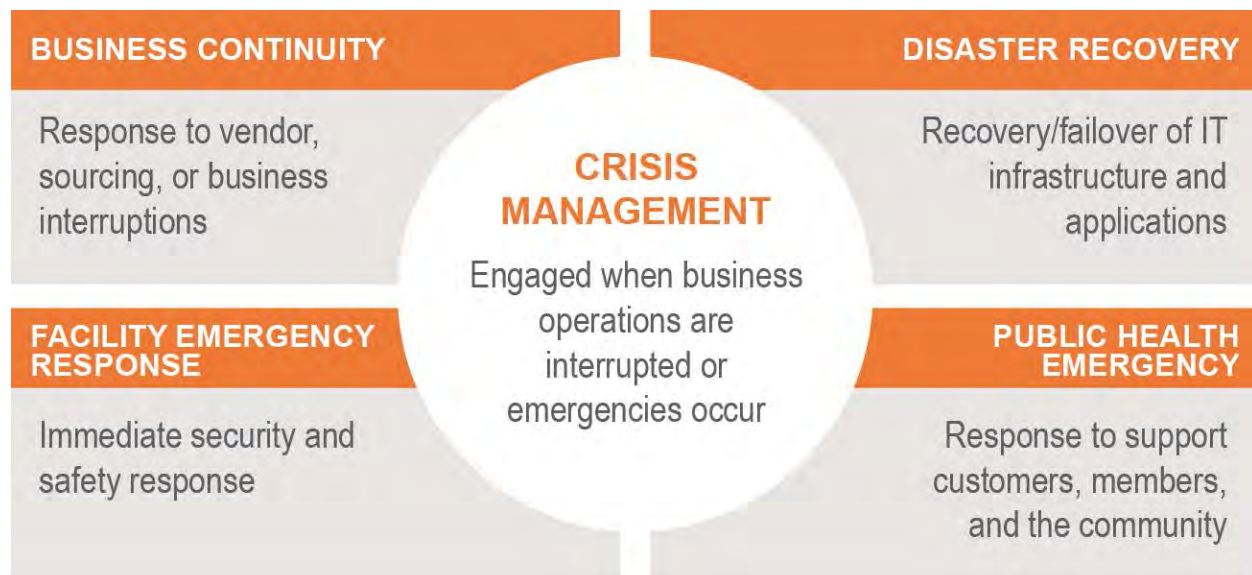 BUSINESS CONTINUITY
Response to vendor,
sourcing, or business
interruptions
DISASTER RECOVERY
Recovery/failover of IT
infrastructure and
applications
CRISIS
MANAGEMENT
Engaged when business
operations are
interrupted or
emergencies occur
FACILITY EMERGENCY
RESPONSE
Immediate security and
safety response
PUBLIC HEALTH
EMERGENCY
Response to support
customers, members,
and the community